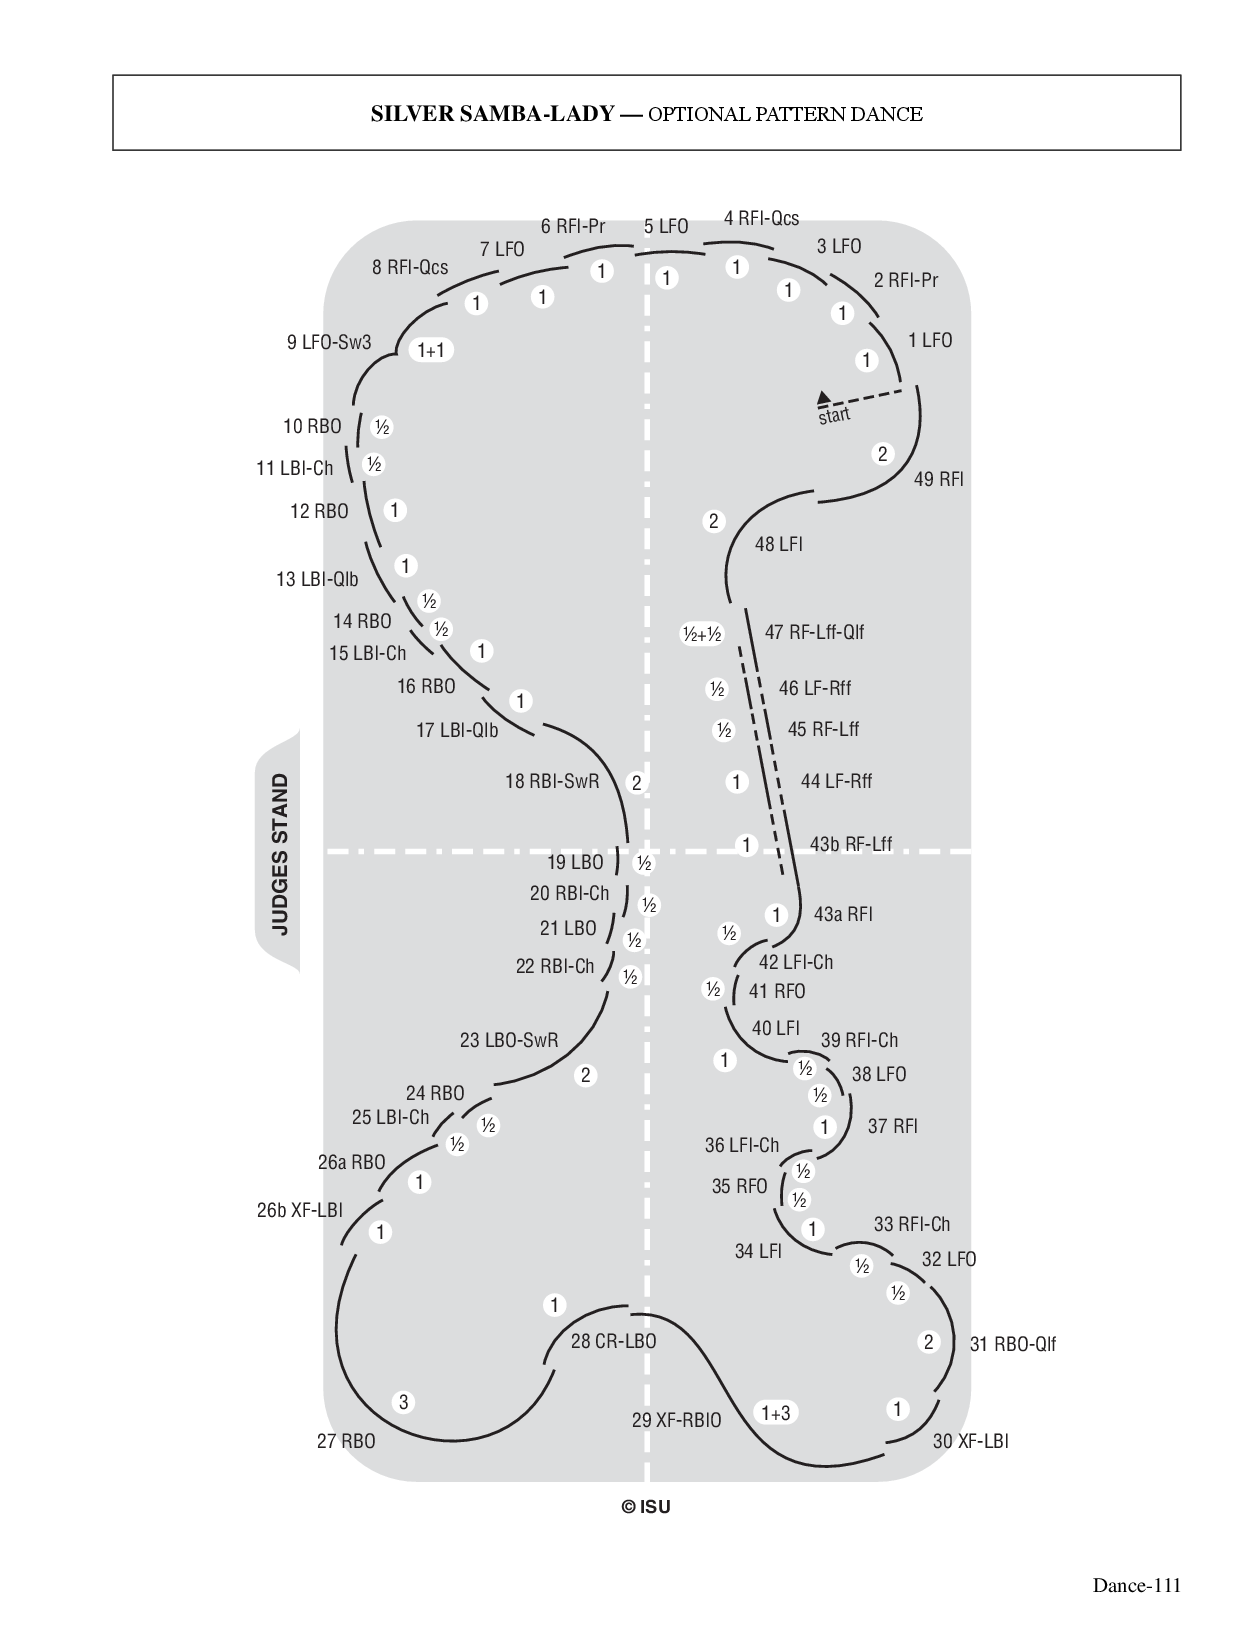 SILVER SAMBA-LADY — OPTIONAL PATTERN DANCE
4 RFI-Qcs
6 RFI-Pr
5 LFO
3 LFO
7 LFO
8 RFI-Qcs
2 RFI-Pr
1
1
1
1
1
1
1
1 LFO
9 LFO-Sw3
1+1
1
start
10 RBO
½
2
11 LBI-Ch
½
49 RFI
12 RBO
1
2
48 LFI
1
13 LBI-Qlb
½
14 RBO
½
½+½
47 RF-Lff-Qlf
15 LBI-Ch
1
16 RBO
½
46 LF-Rff
1
17 LBI-Qlb
½
45 RF-Lff
18 RBI-SwR
2
1
44 LF-Rff
JUDGES STAND
1
43b RF-Lff
19 LBO
½
20 RBI-Ch
½
1
43a RFI
21 LBO
½
½
22 RBI-Ch
½
42 LFI-Ch
½
41 RFO
40 LFI
23 LBO-SwR
39 RFI-Ch
2
1
½
38 LFO
24 RBO
½
25 LBI-Ch
½
1
37 RFI
½
36 LFI-Ch
26a RBO
½
1
35 RFO
½
26b XF-LBI
1
1
33 RFI-Ch
34 LFI
½
32 LFO
½
1
28 CR-LBO
2
31 RBO-Qlf
3
29 XF-RBIO
1+3
1
27 RBO
30 XF-LBI
© ISU
Dance-111